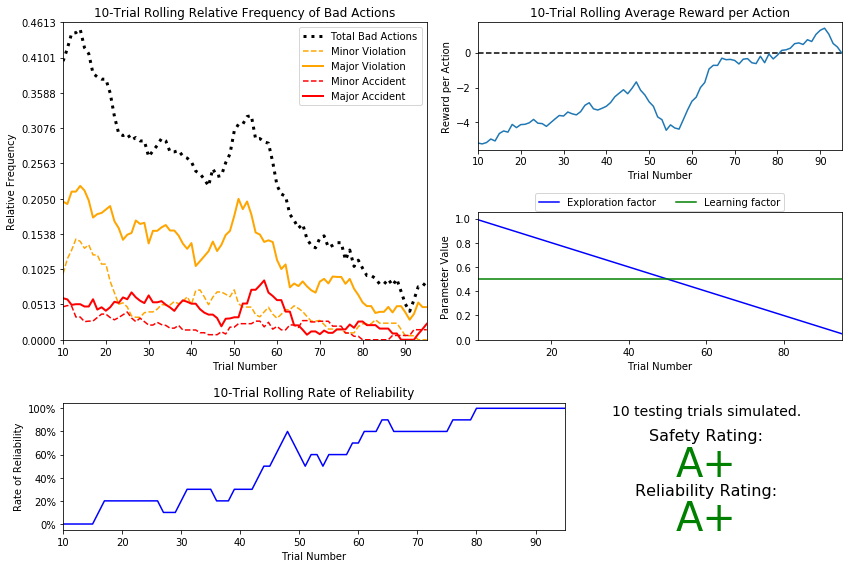 10-Trial Rolling Relative Frequency of Bad Actions
0.4613
0.4101
0.3588
0.3076
0.2563
0.2050
0.1538
0.1025
0.0513
0.0000
Relative Frequency
Total Bad Actions
Minor Violation
Major Violation
Minor Accident
Major Accident
10 20 30 40 50 60 70 80 90
Trial Number
10-Trial Rolling Average Reward per Action
0
−2
−4
Reward per Action
10 20 30 40 50 60 70 80 90
Trial Number
Exploration factor Learning factor
1.0
0.8
0.6
0.4
0.2
0.0
Parameter Value
20 40 60 80
Trial Number
10-Trial Rolling Rate of Reliability
100%
80%
60%
40%
20%
0%
Rate of Reliability
10 20 30 40 50 60 70 80 90
Trial Number
10 testing trials simulated.
Safety Rating:
A+
Reliability Rating:
A+